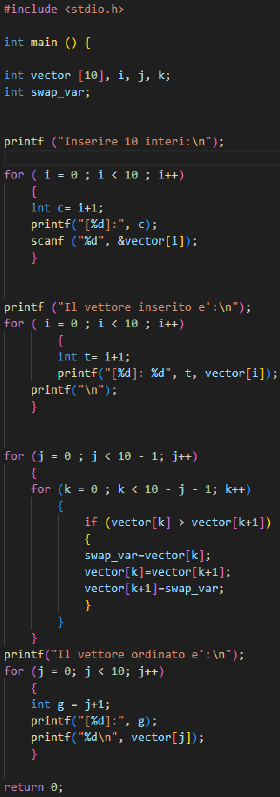 #include <stdio.h>
int main () {
int vector [10], i, j, k;
int swap_var;
printf ("Inserire 10 interi:\n");
for ( i = 0 ; i < 10 ; i++)
{
int c= i+1;
printf("[%d]:", c);
scanf ("%d", &vector[i]);
}
printf ("Il vettore inserito e':\n");
for ( i = 0 ; i < 10 ; i++)
{
int t= i+1;
printf("[%d]: %d", t, vector[i]);
printf("\n");
}
for (j = 0 ; j < 10 - 1; j++)
{
for (k = 0 ; k < 10 - j - 1; k++)
{
if (vector[k] > vector[k+1])
{
swap_var=vector[k];
vector[k]=vector[k+1];
vector[k+1]=swap_var;
}
}
}
printf("Il vettore ordinato e':\n");
for (j = 0; j < 10; j++)
{
int g = j+1;
printf("[%d]:", g);
printf("%d\n", vector[j]);
}
return 0;